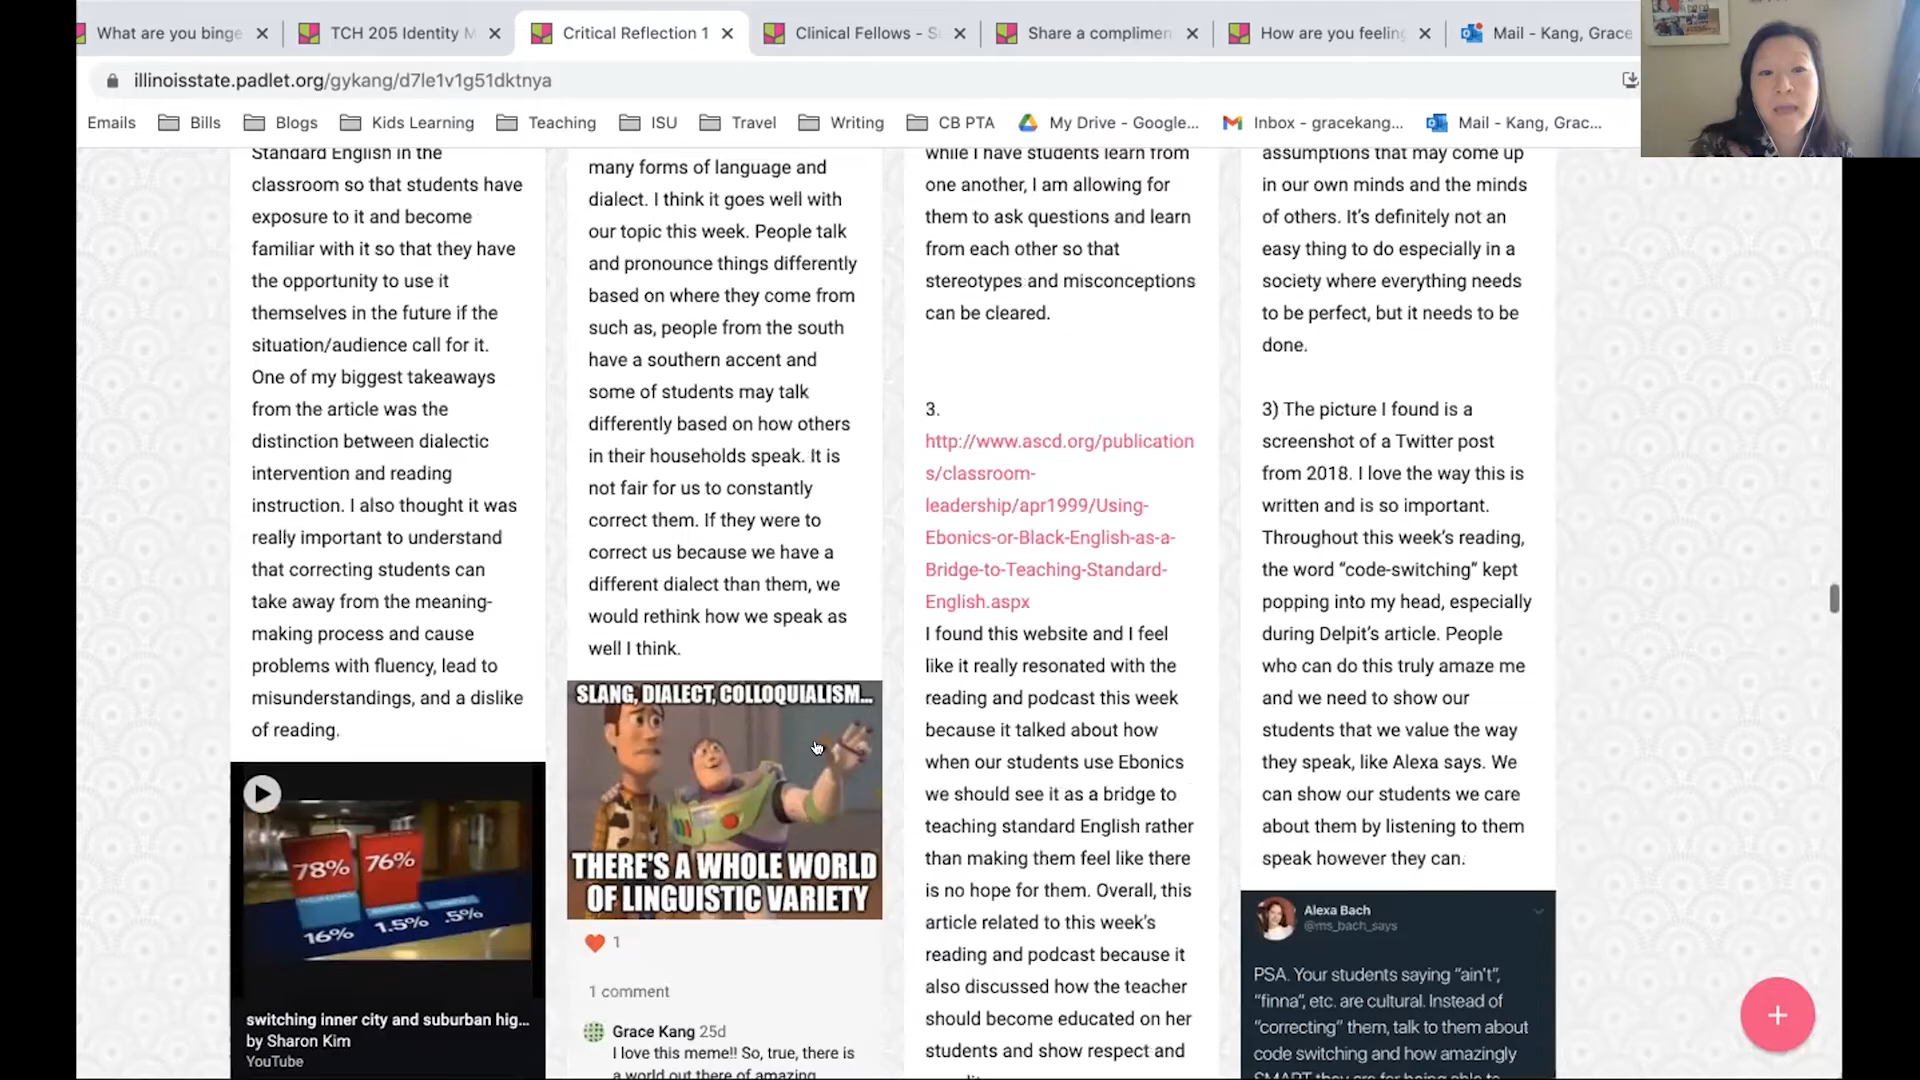 What are you binge
TCH 205 Identity M
Critical Reflection 1
Clinical Fellows - S
Share a complimen
How are you feeling
Mail - Kang, Grace
illinoisstate.padlet.org/gykang/d7le1v1g51dktnya
Emails
Bills
Blogs
Kids Learning
Teaching
ISU
Travel
Writing
CB PTA
My Drive - Google...
Inbox - gracekang...
Mail - Kang, Grac...
Standard English in the
classroom so that students have
exposure to it and become
familiar with it so that they have
the opportunity to use it
themselves in the future if the
situation/audience call for it.
One of my biggest takeaways
from the article was the
distinction between dialectic
intervention and reading
instruction. I also thought it was
really important to understand
that correcting students can
take away from the meaning-
making process and cause
problems with fluency, lead to
misunderstandings, and a dislike
of reading.
78%
76%
16%
1.5%
.5%
switching inner city and suburban hig...
by Sharon Kim
YouTube
many forms of language and
dialect. I think it goes well with
our topic this week. People talk
and pronounce things differently
based on where they come from
such as, people from the south
have a southern accent and
some of students may talk
differently based on how others
in their households speak. It is
not fair for us to constantly
correct them. If they were to
correct us because we have a
different dialect than them, we
would rethink how we speak as
well I think.
SLANG, DIALECT, COLLOQUIALISM...
THERE'S A WHOLE WORLD
OF LINGUISTIC VARIETY
1
1 comment
Grace Kang 25d
I love this meme!! So, true, there is
a world out there of amazing
while I have students learn from
one another, I am allowing for
them to ask questions and learn
from each other so that
stereotypes and misconceptions
can be cleared.
3.
http://www.ascd.org/publication
s/classroom-
leadership/apr1999/Using-
Ebonics-or-Black-English-as-a-
Bridge-to-Teaching-Standard-
English.aspx
I found this website and I feel
like it really resonated with the
reading and podcast this week
because it talked about how
when our students use Ebonics
we should see it as a bridge to
teaching standard English rather
than making them feel like there
is no hope for them. Overall, this
article related to this week's
reading and podcast because it
also discussed how the teacher
should become educated on her
students and show respect and
assumptions that may come up
in our own minds and the minds
of others. It's definitely not an
easy thing to do especially in a
society where everything needs
to be perfect, but it needs to be
done.
3) The picture I found is a
screenshot of a Twitter post
from 2018. I love the way this is
written and is so important.
Throughout this week's reading,
the word “code-switching” kept
popping into my head, especially
during Delpit's article. People
who can do this truly amaze me
and we need to show our
students that we value the way
they speak, like Alexa says. We
can show our students we care
about them by listening to them
speak however they can.
Alexa Bach
@ms_bach_says
PSA. Your students saying “ain't”,
“finna”, etc. are cultural. Instead of
“correcting” them, talk to them about
code switching and how amazingly
SMART they are for being able to